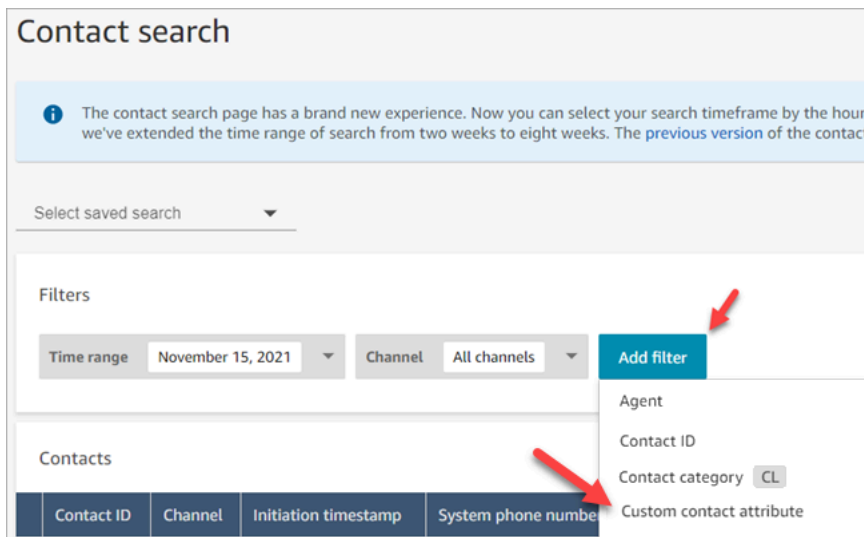 Contact search
The contact search page has a brand new experience. Now you can select your search timeframe by the hour
we've extended the time range of search from two weeks to eight weeks. The previous version of the contac
Select saved search
Filters
Time range November 15, 2021 Channel All channels Add filter
Agent
Contact ID
Contact category CL
Custom contact attribute
Contacts
Contact ID Channel Initiation timestamp System phone number